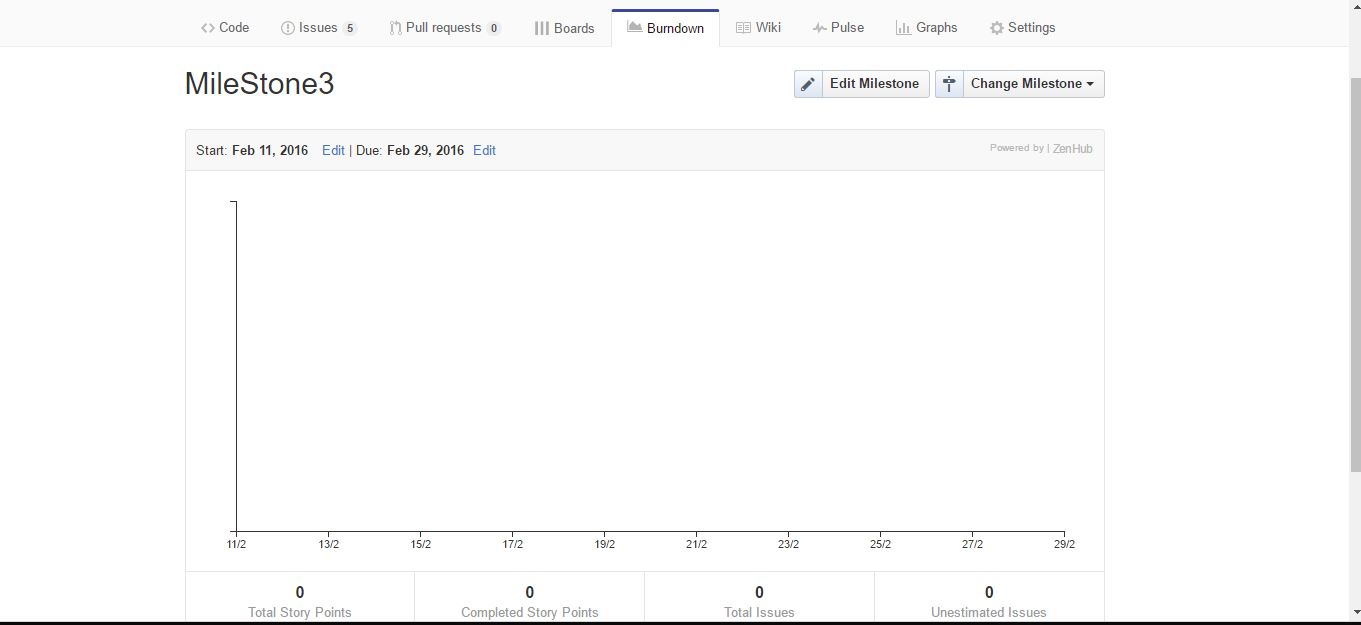 Code Issues 5 Pull requests 0 Boards Burndown Wiki Pulse Graphs Settings
MileStone3 Edit Milestone Change Milestone
Start: Feb 11, 2016 Edit | Due: Feb 29, 2016 Edit Powered by | ZenHub
11/2 13/2 15/2 17/2 19/2 21/2 23/2 25/2 27/2 29/2
0 0 0 0
Total Story Points Completed Story Points Total Issues Unestimated Issues